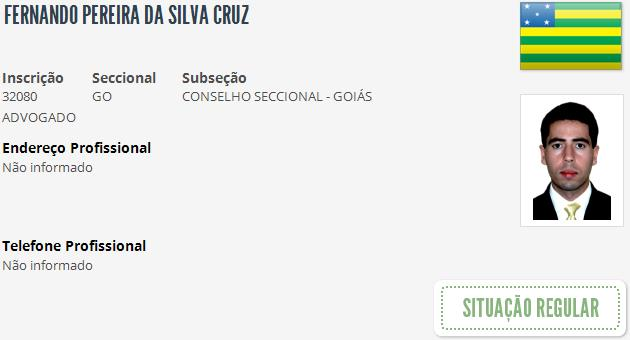 FERNANDO PEREIRA DA SILVA CRUZ
Inscrição Seccional Subseção
32080 GO CONSELHO SECCIONAL - GOIÁS
ADVOGADO
Endereço Profissional
Não informado
Telefone Profissional
Não informado
SITUAÇÃO REGULAR